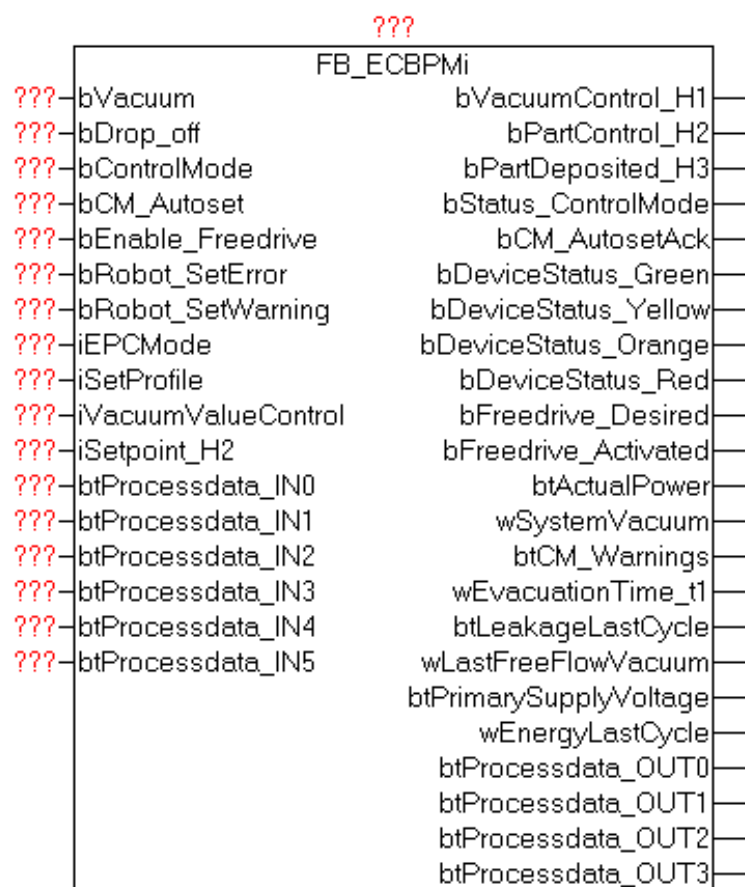 ???
FB_ECBPMi
??? bVacuum bVacuumControl_H1
??? bDrop_off bPartControl_H2
??? bControlMode bPartDeposited_H3
??? bCM_Autoset bStatus_ControlMode
??? bEnable_Freedrive bCM_AutosetAck
??? bRobot_SetError bDeviceStatus_Green
??? bRobot_SetWarning bDeviceStatus_Yellow
??? iEPCMode bDeviceStatus_Orange
??? iSetProfile bDeviceStatus_Red
??? iVacuumValueControl bFreedrive_Desired
??? iSetpoint_H2 bFreedrive_Activated
??? btProcessdata_IN0 btActualPower
??? btProcessdata_IN1 wSystemVacuum
??? btProcessdata_IN2 btCM_Warnings
??? btProcessdata_IN3 wEvacuationTime_t1
??? btProcessdata_IN4 btLeakageLastCycle
??? btProcessdata_IN5 wLastFreeFlowVacuum
btPrimarySupplyVoltage
wEnergyLastCycle
btProcessdata_OUT0
btProcessdata_OUT1
btProcessdata_OUT2
btProcessdata_OUT3